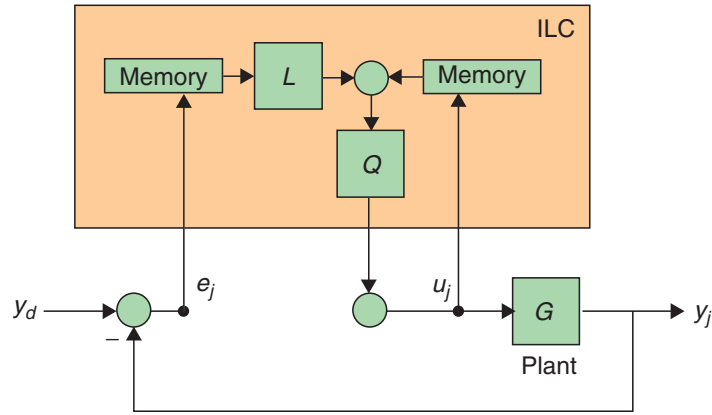 ILC
Memory
L
Memory
Q
e_j
u_j
y_d
−
G
y_j
Plant